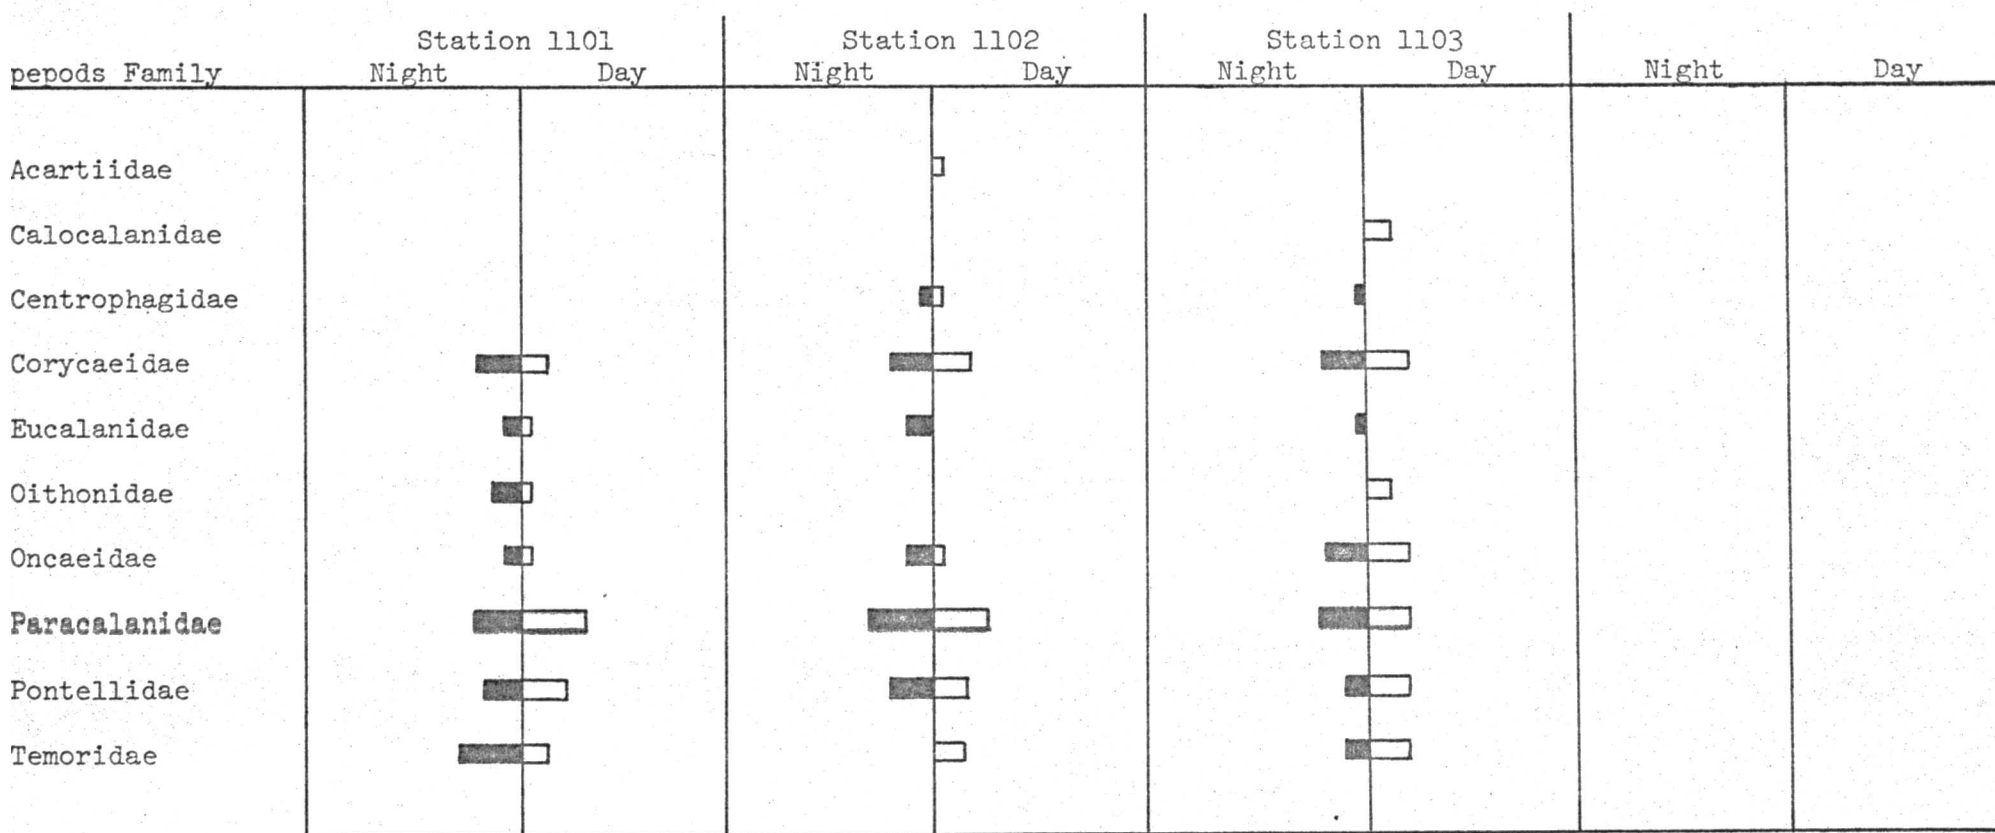 Station 1101 Station 1102 Station 1103
pepods Family Night Day Night Day Night Day Night Day
Acartiidae
Calocalanidae
Centrophagidae
Corycaeidae
Eucalanidae
Oithonidae
Oncaeidae
Paracalanidae
Pontellidae
Temoridae